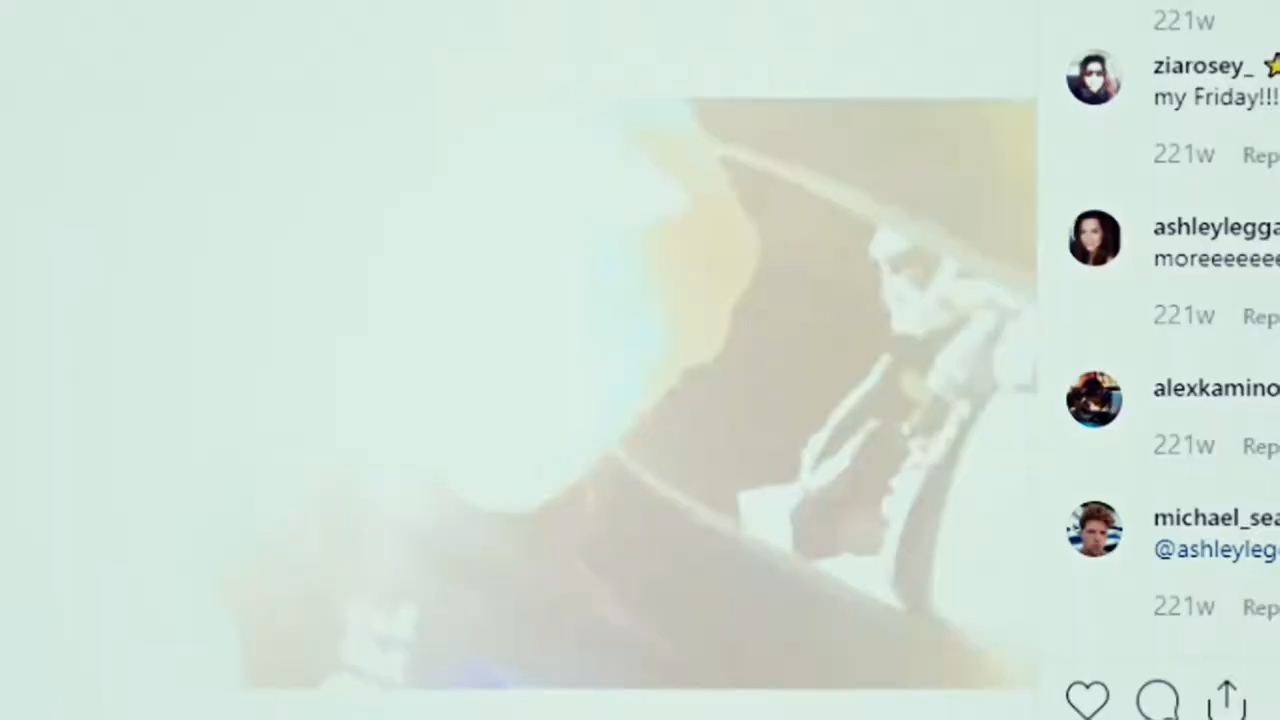 221w
ziarosey_
my Friday!!!
221w Rep
ashleylegga
moreeeeeee
221w Rep
alexkamino
221w Rep
michael_sea
@ashleyleg
221w Rep